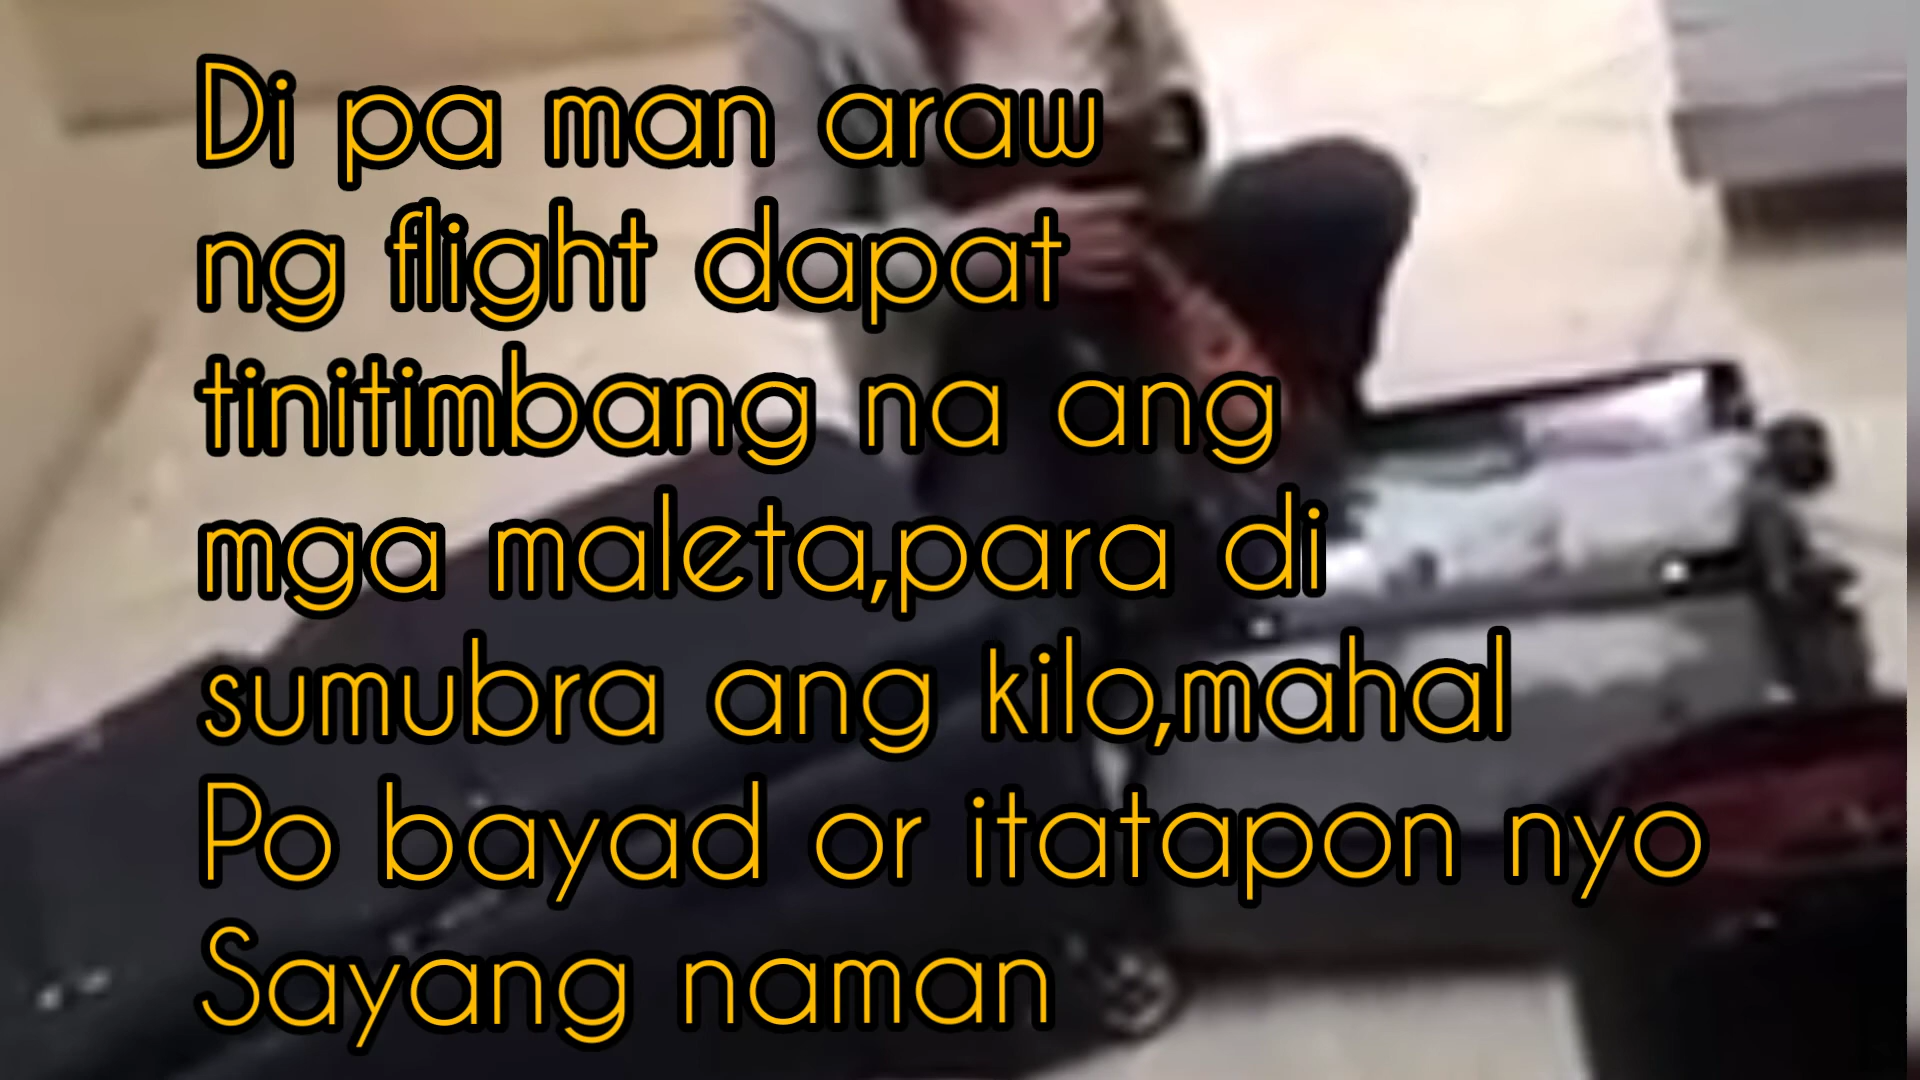 Di pa man araw
ng flight dapat
tinitimbang na ang
mga maleta,para di
sumubra ang kilo,mahal
Po bayad or itatapon nyo
Sayang naman